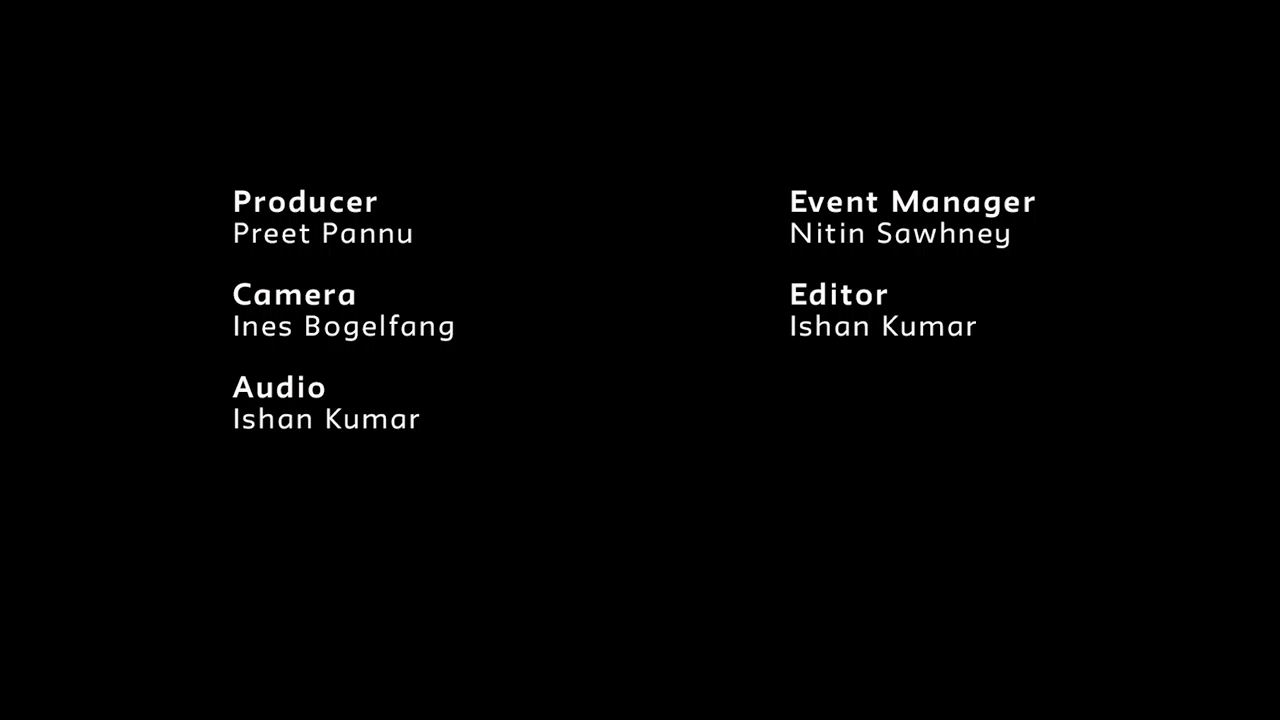 Producer
Preet Pannu
Camera
Ines Bogelfang
Audio
Ishan Kumar
Event Manager
Nitin Sawhney
Editor
Ishan Kumar